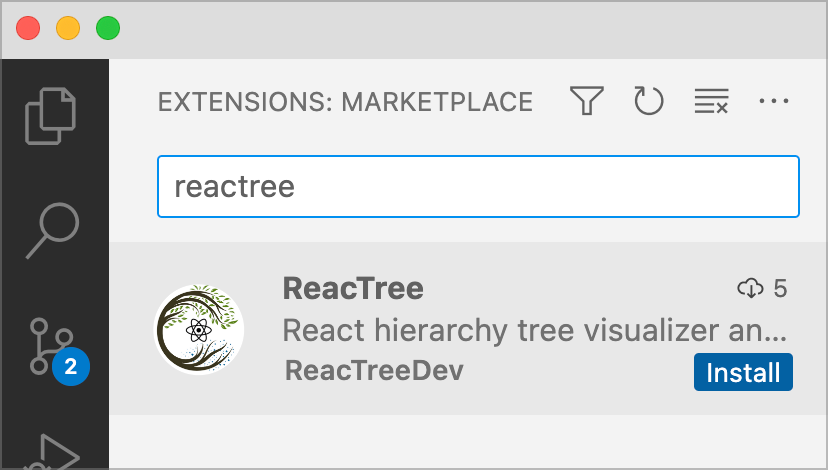 EXTENSIONS: MARKETPLACE
reactree
ReacTree 5
React hierarchy tree visualizer an...
ReacTreeDev Install
2